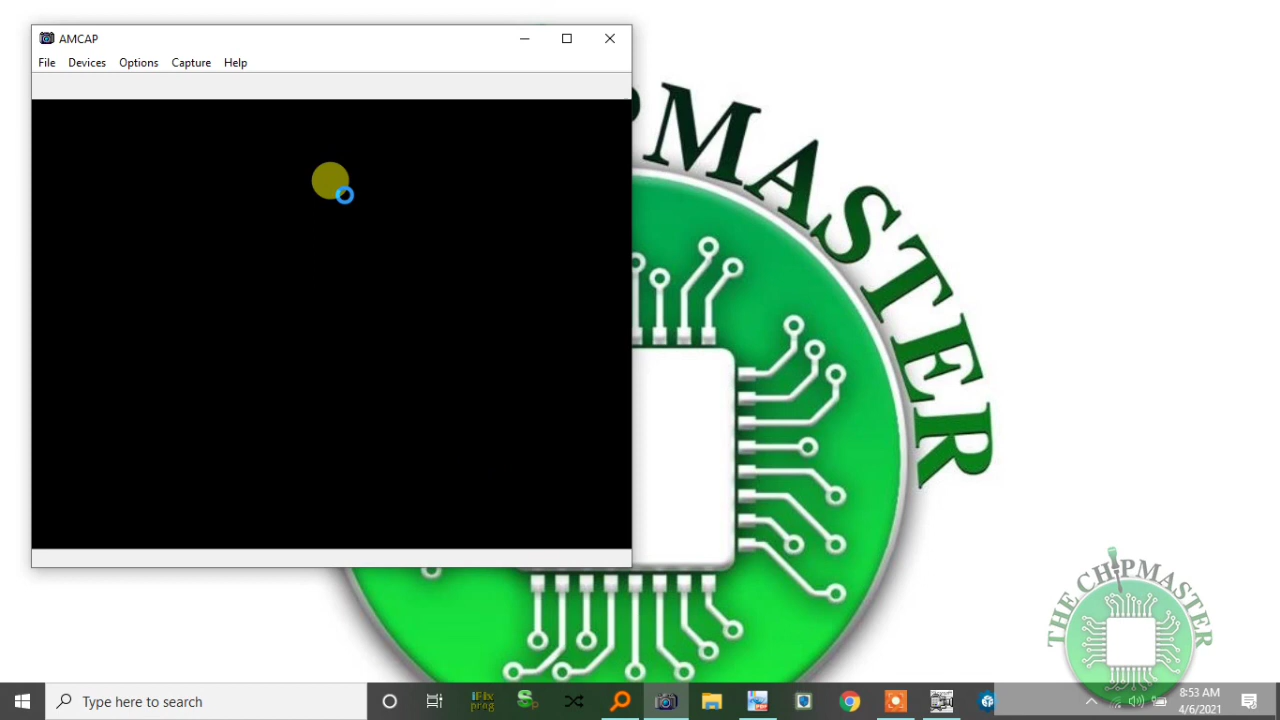 AMCAP
File Devices Options Capture Help
PMASTER
THE CHIPMASTER
Type here to search
iFix
prog
8:53 AM
4/6/2021